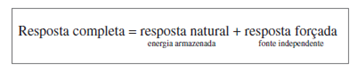 Resposta completa = resposta natural + resposta forçada
energia armazenada fonte independente